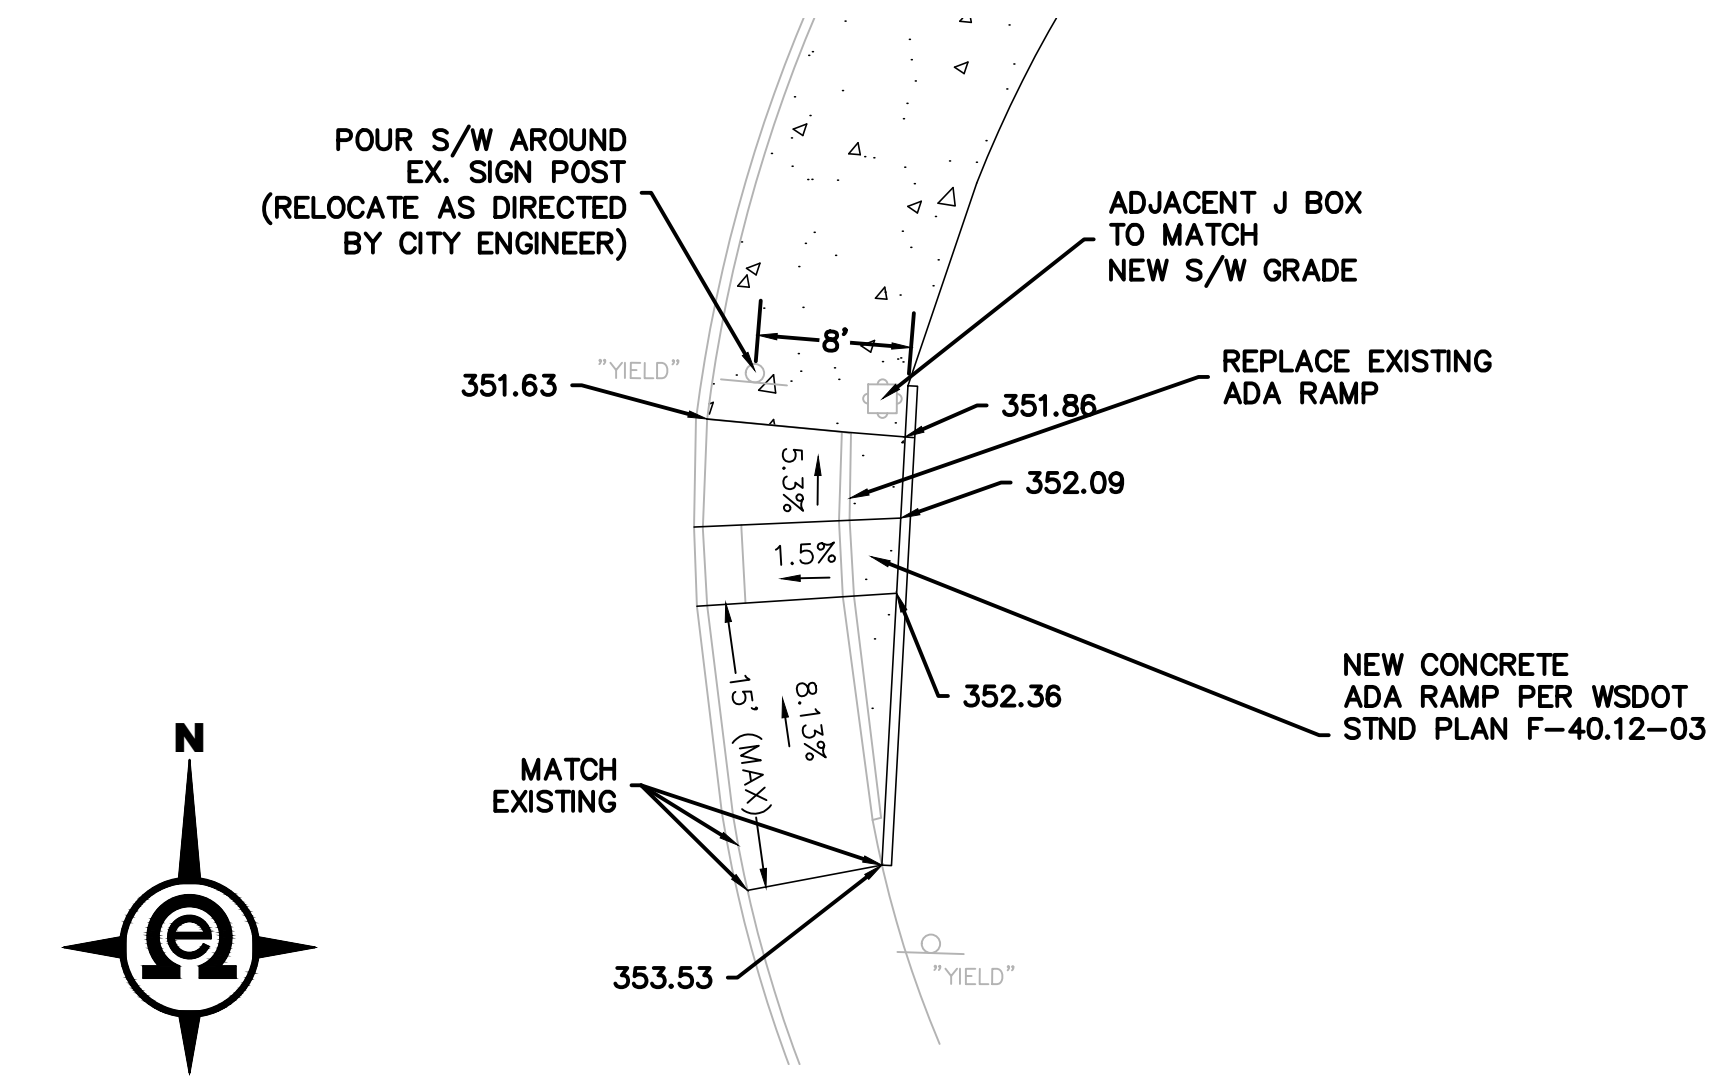 POUR S/W AROUND
EX. SIGN POST
(RELOCATE AS DIRECTED
BY CITY ENGINEER)
ADJACENT J BOX
TO MATCH
NEW S/W GRADE
8'
"YIELD"
351.63
REPLACE EXISTING
ADA RAMP
351.86
5.3%
352.09
1.5%
NEW CONCRETE
ADA RAMP PER WSDOT
STND PLAN F-40.12-03
352.36
15' (MAX)
8.13%
N
MATCH
EXISTING
e
353.53
"YIELD"